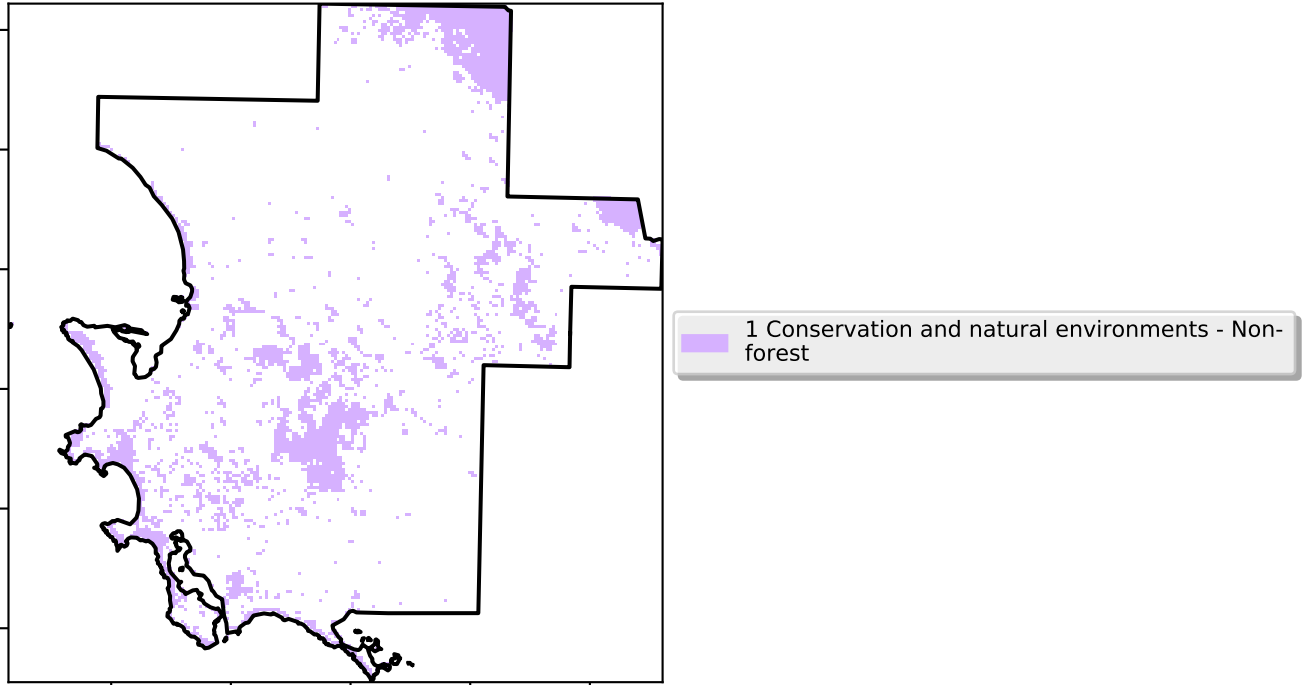 1 Conservation and natural environments - Non-
forest